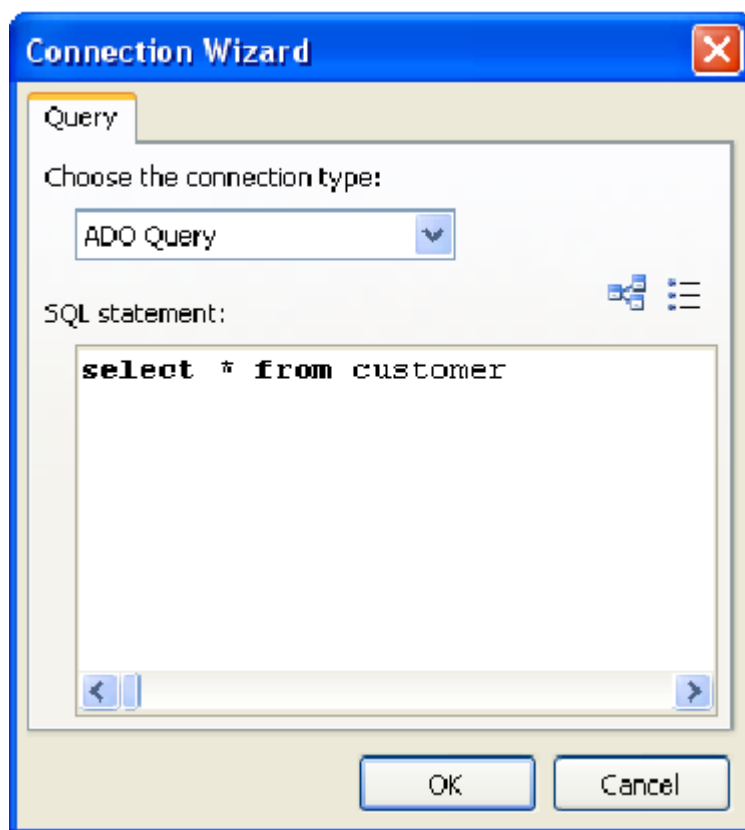 Connection Wizard
Query
Choose the connection type:
ADO Query
SQL statement:
select * from customer
OK Cancel